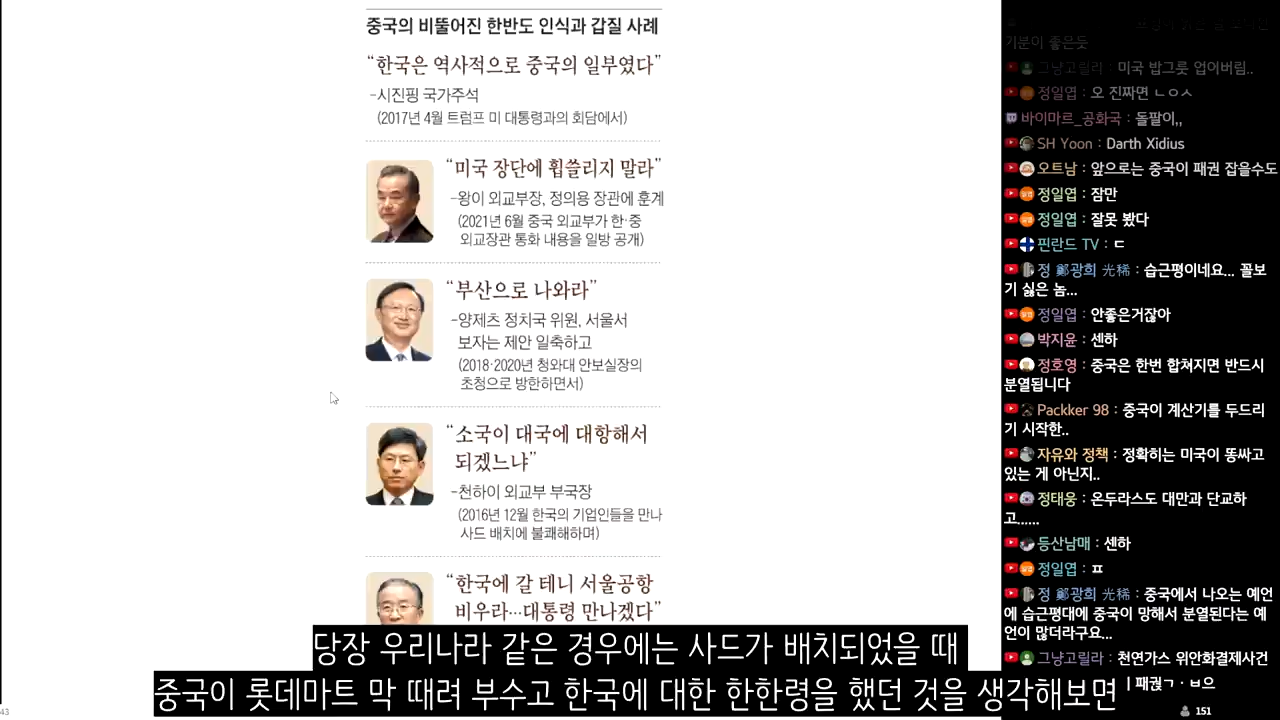 중국의 비뚤어진 한반도 인식과 갑질 사례
“한국은 역사적으로 중국의 일부였다”
-시진핑 국가주석
(2017년 4월 트럼프 미 대통령과의 회담에서)
“미국 장단에 휩쓸리지 말라”
-왕이 외교부장, 정의용 장관에 훈계
(2021년 6월 중국 외교부가 한·중
외교장관 통화 내용을 일방 공개)
“부산으로 나와라”
-양제츠 정치국 위원, 서울서
보자는 제안 일축하고
(2018·2020년 청와대 안보실장의
초청으로 방한하면서)
“소국이 대국에 대항해서
되겠느냐”
-천하이 외교부 부국장
(2016년 12월 한국의 기업인들을 만나
사드 배치에 불쾌해하며)
“한국에 갈 테니 서울공항
비우라…대통령 만나겠다”
당장 우리나라 같은 경우에는 사드가 배치되었을 때
중국이 롯데마트 막 때려 부수고 한국에 대한 한한령을 했던 것을 생각해보면
43
기분이 좋은듯
그냥고릴라 : 미국 밥그릇 업어버림..
정일엽 : 오 진짜면 ㄴㅇㅅ
바이마르_공화국 : 돌팔이,,
SH Yoon : Darth Xidius
오트남 : 앞으로는 중국이 패권 잡을수도
정일엽 : 잠만
정일엽 : 잘못 봤다
핀란드 TV : ㄷ
정 鄭광희 光稀 : 습근평이네요... 꼴보
기 싫은 놈...
정일엽 : 안좋은거잖아
박지윤 : 센하
정호영 : 중국은 한번 합쳐지면 반드시
분열됩니다
Packker 98 : 중국이 계산기를 두드리
기 시작한..
자유와 정책 : 정확히는 미국이 똥싸고
있는 게 아닌지..
정태웅 : 온두라스도 대만과 단교하
고......
등산남매 : 센하
정일엽 : ㅍ
정 鄭광희 光稀 : 중국에서 나오는 예언
에 습근평대에 중국이 망해서 분열된다는 예
언이 많더라구요...
그냥고릴라 : 천연가스 위안화결제사건
패권ㄱㆍㅂ으
151